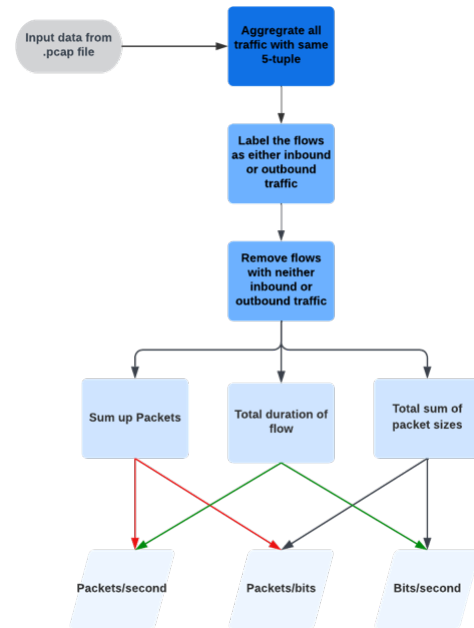 Input data from
.pcap file
Aggregrate all
traffic with same
5-tuple
Label the flows
as either inbound
or outbound
traffic
Remove flows
with neither
inbound or
outbound traffic
Sum up Packets
Total duration of
flow
Total sum of
packet sizes
Packets/second
Packets/bits
Bits/second